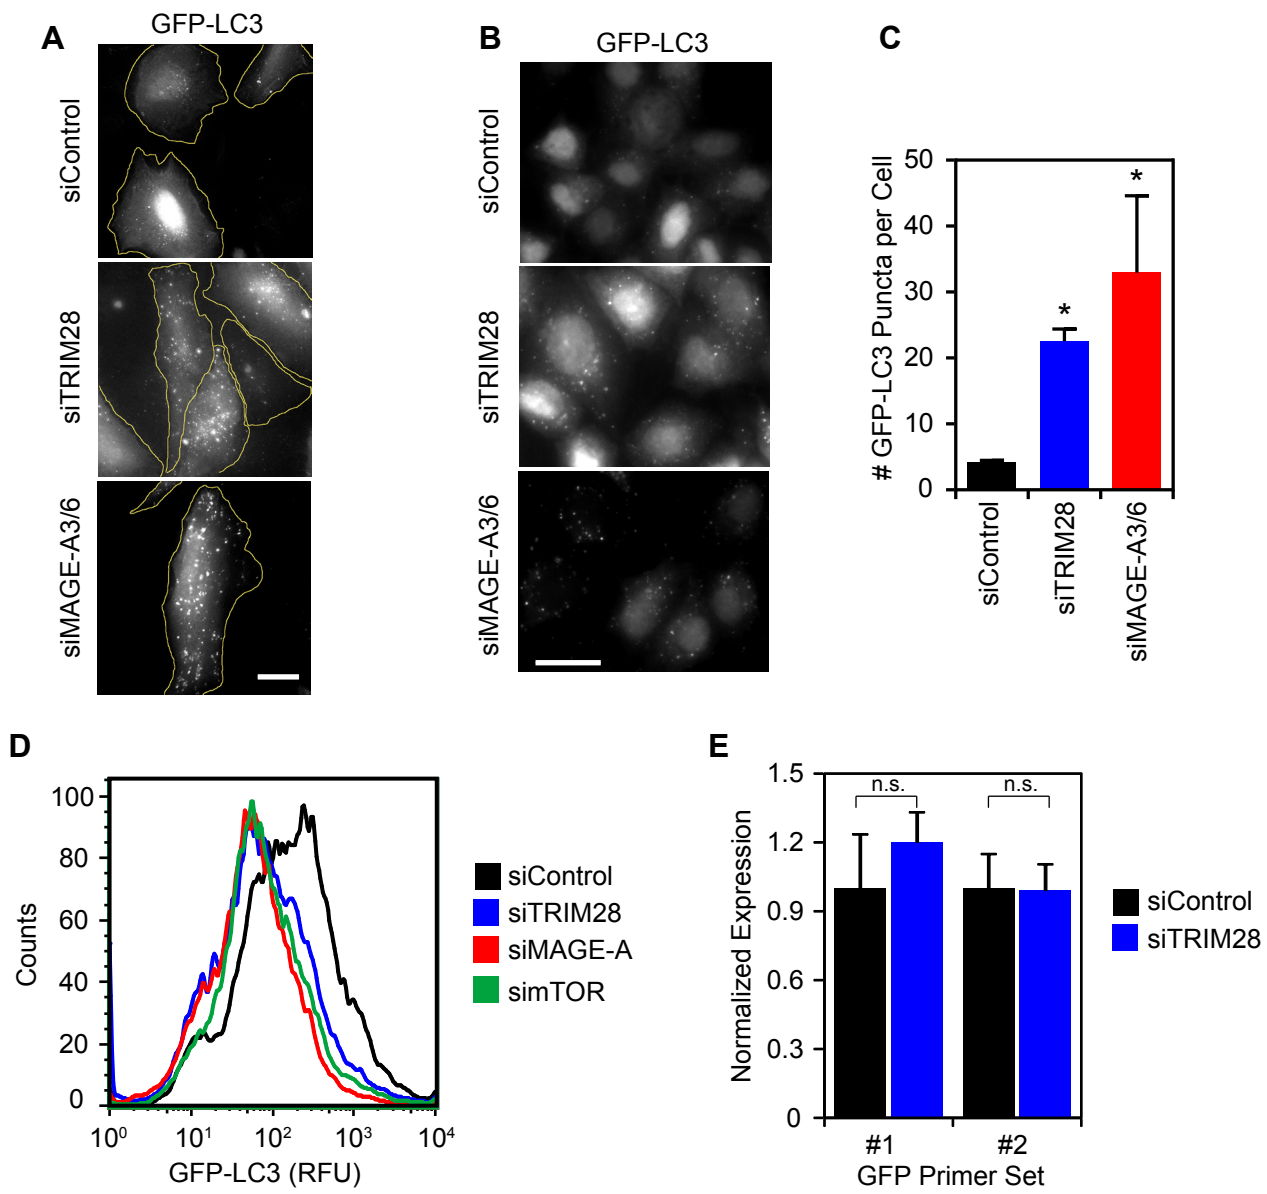 A
GFP-LC3
siControl
siTRIM28
siMAGE-A3/6
B
GFP-LC3
siControl
siTRIM28
siMAGE-A3/6
C
# GFP-LC3 Puncta per Cell
50
40
30
20
10
0
*
*
siControl
siTRIM28
siMAGE-A3/6
D
Counts
100
80
60
40
20
0
10⁰ 10¹ 10² 10³ 10⁴
GFP-LC3 (RFU)
siControl
siTRIM28
siMAGE-A
simTOR
E
Normalized Expression
1.5
1.2
0.9
0.6
0.3
0
n.s. n.s.
#1 #2
GFP Primer Set
siControl
siTRIM28